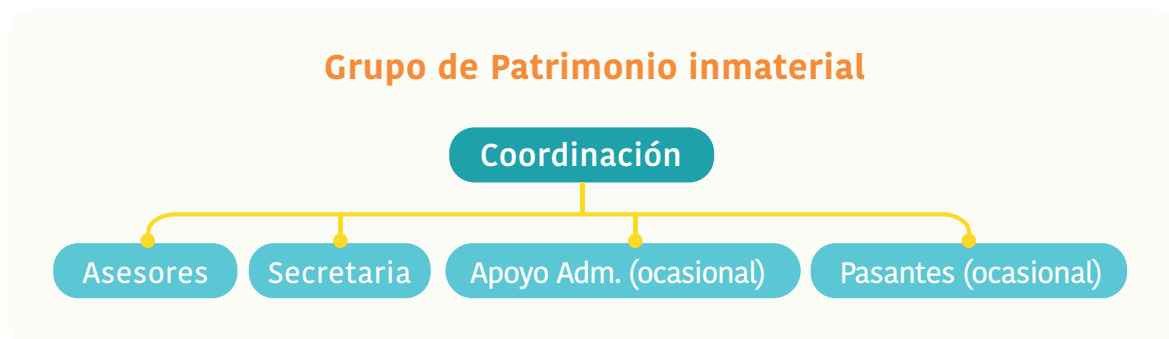 Grupo de Patrimonio inmaterial
Coordinación
Asesores
Secretaria
Apoyo Adm. (ocasional)
Pasantes (ocasional)